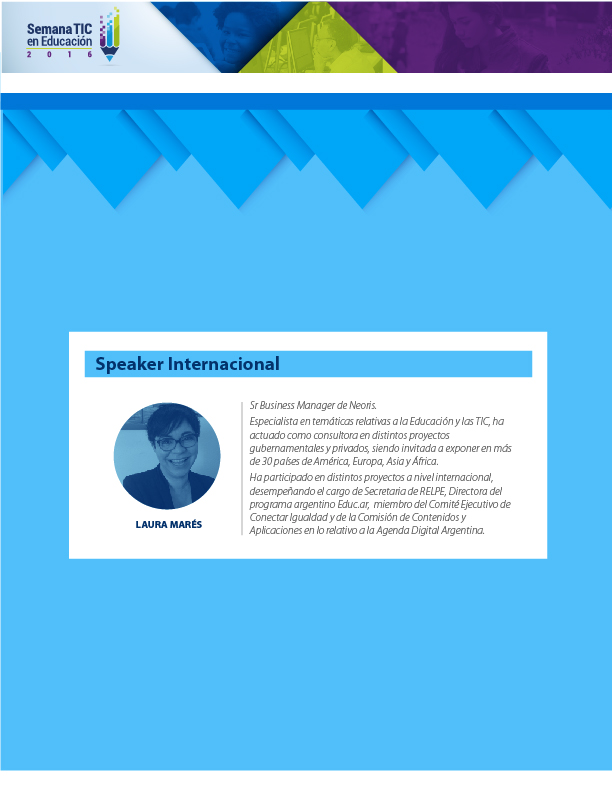 Semana TIC
en Educación
2 0 1 6
Speaker Internacional
Sr Business Manager de Neoris.
Especialista en temáticas relativas a la Educación y las TIC, ha
actuado como consultora en distintos proyectos
gubernamentales y privados, siendo invitada a exponer en más
de 30 países de América, Europa, Asia y África.
Ha participado en distintos proyectos a nivel internacional,
desempeñando el cargo de Secretaria de RELPE, Directora del
programa argentino Educ.ar, miembro del Comité Ejecutivo de
Conectar Igualdad y de la Comisión de Contenidos y
Aplicaciones en lo relativo a la Agenda Digital Argentina.
LAURA MARÉS